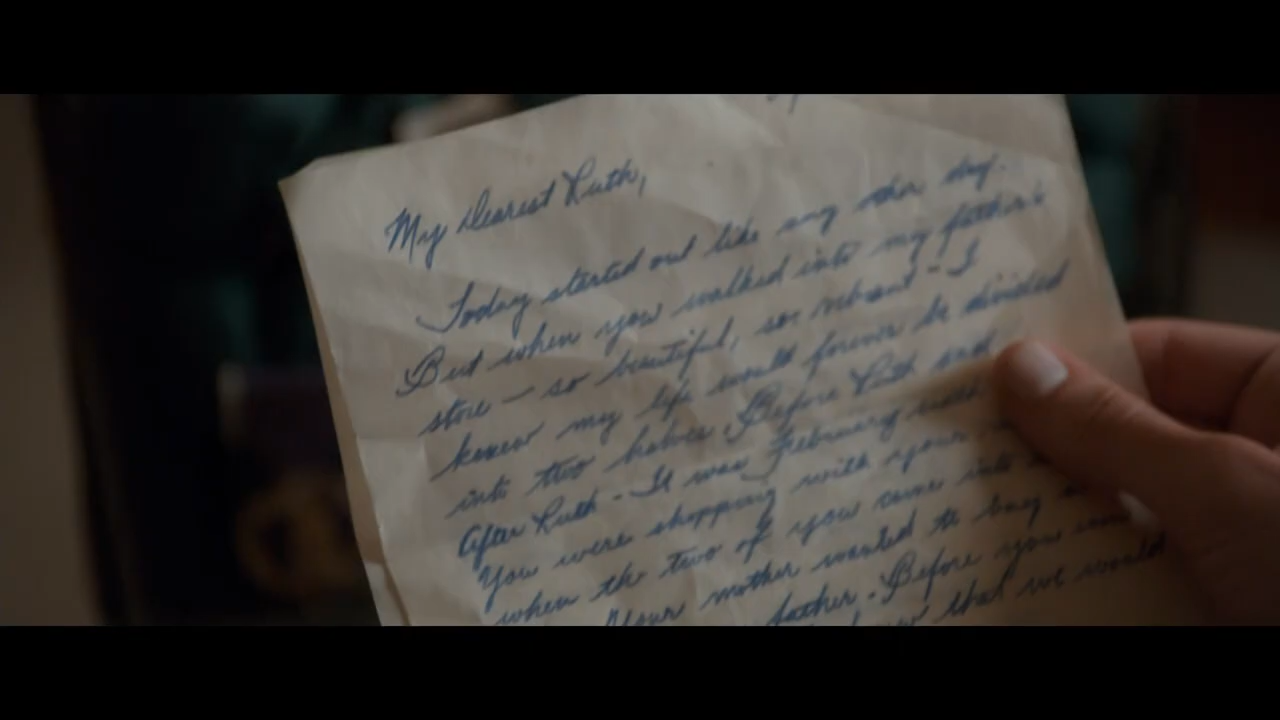 My Dearest Ruth,
Today started out like any other day.
But when you walked into my father's
store - so beautiful, so vibrant - I
knew my life would forever be divided
into two halves. Before Ruth and
After Ruth - It was February
You were shopping with your
when the two of you came into
Your mother wanted to buy
father. Before you
that we would